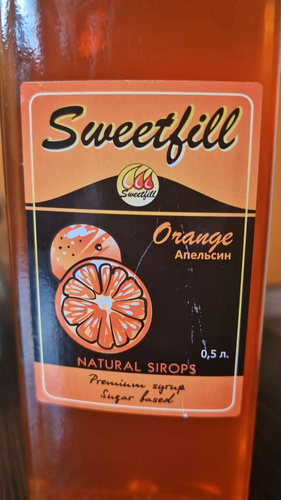 Sweetfill
Sweetfill
Orange
Апельсин
0,5 л.
NATURAL SIROPS
Premium syrup
Sugar based